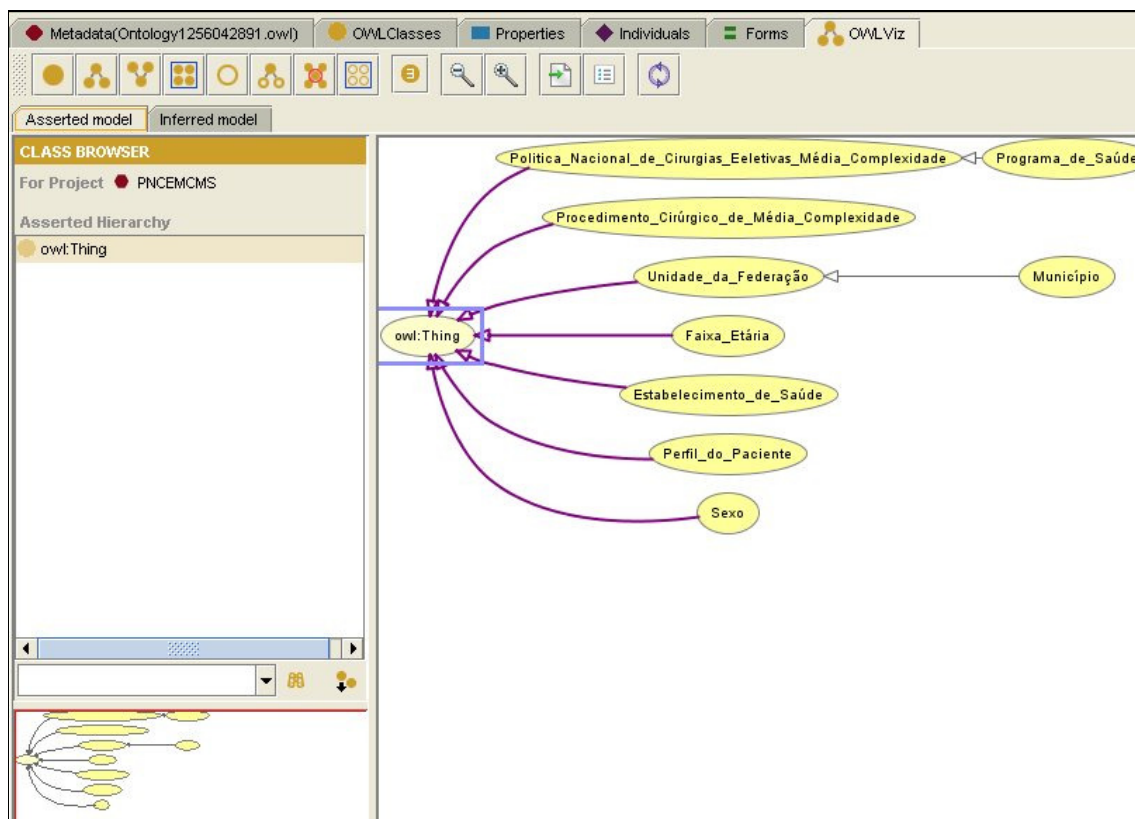 Metadata(Ontology1256042891.owl) OWLClasses Properties Individuals Forms OWLViz
Asserted model Inferred model
CLASS BROWSER
For Project PNCEMCMS
Asserted Hierarchy
owl:Thing
Politica_Nacional_de_Cirurgias_Eeletivas_Média_Complexidade Programa_de_Saúde
Procedimento_Cirúrgico_de_Média_Complexidade
Unidade_da_Federação Município
owl:Thing Faixa_Etária
Estabelecimento_de_Saúde
Perfil_do_Paciente
Sexo